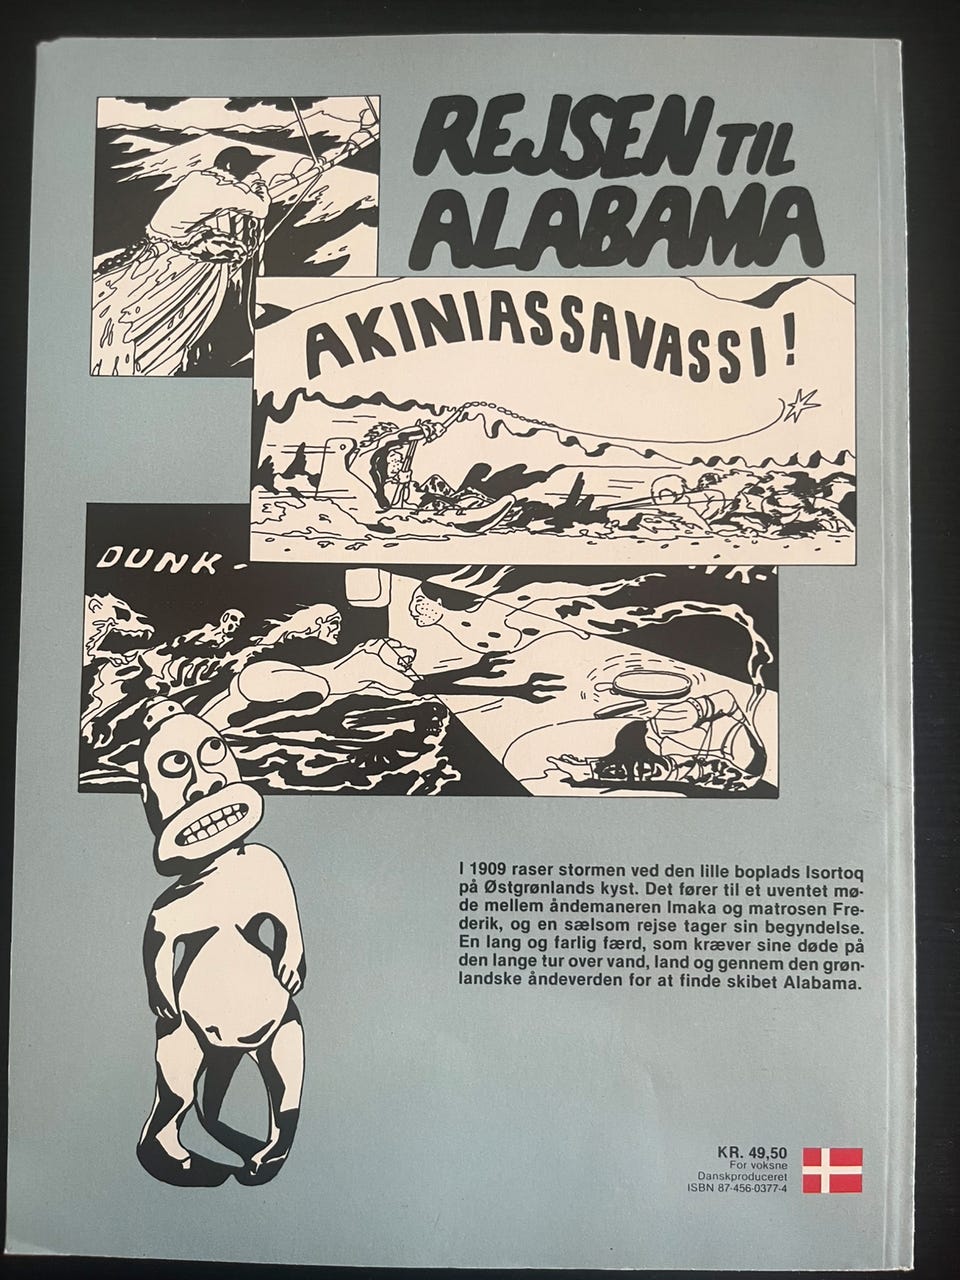 REJSEN TIL
ALABAMA
AKINIASSAVASSI!
DUNK-
I 1909 raser stormen ved den lille boplads Isortoq
på Østgrønlands kyst. Det fører til et uventet mø-
de mellem åndemaneren Imaka og matrosen Fre-
derik, og en sælsom rejse tager sin begyndelse.
En lang og farlig færd, som kræver sine døde på
den lange tur over vand, land og gennem den grøn-
landske åndeverden for at finde skibet Alabama.
KR. 49,50
For voksne
Danskproduceret
ISBN 87-456-0377-4